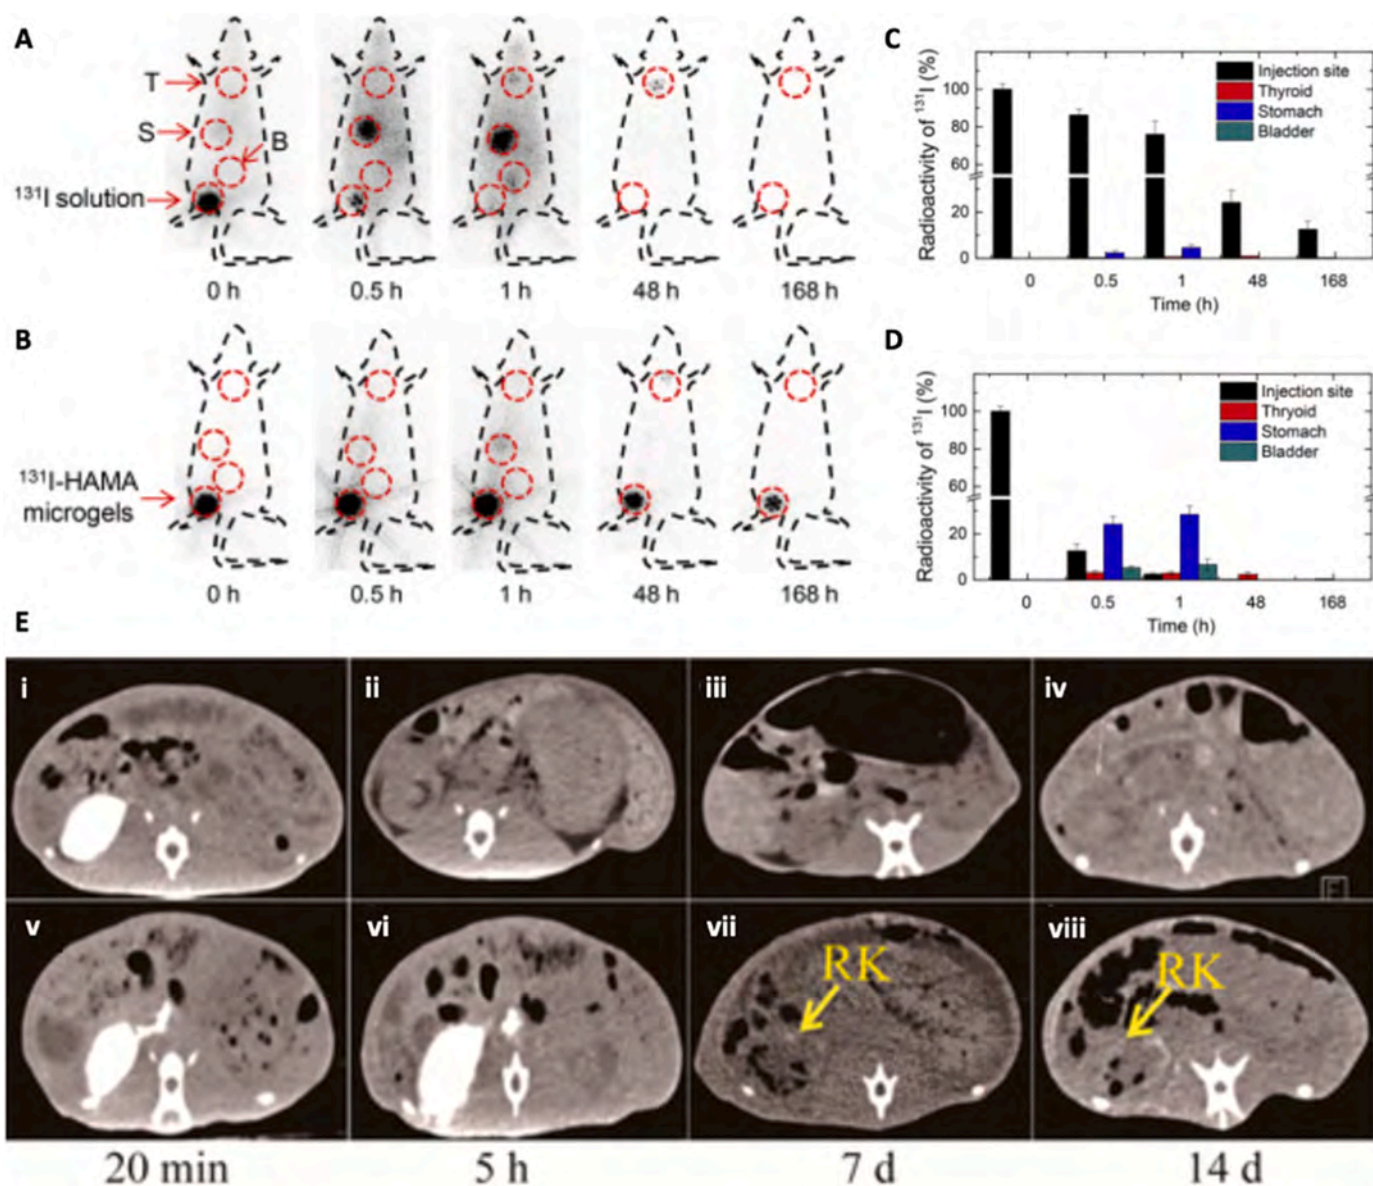 A
T
S
B
¹³¹I solution
0 h
0.5 h
1 h
48 h
168 h
C
Radioactivity of ¹³¹I (%)
100
80
60
20
0
Injection site
Thyroid
Stomach
Bladder
0
0.5
1
48
168
Time (h)
B
¹³¹I-HAMA
microgels
0 h
0.5 h
1 h
48 h
168 h
D
Radioactivity of ¹³¹I (%)
100
80
60
20
0
Injection site
Thryoid
Stomach
Bladder
0
0.5
1
48
168
Time (h)
E
i
ii
iii
iv
v
vi
vii
RK
viii
RK
20 min
5 h
7 d
14 d